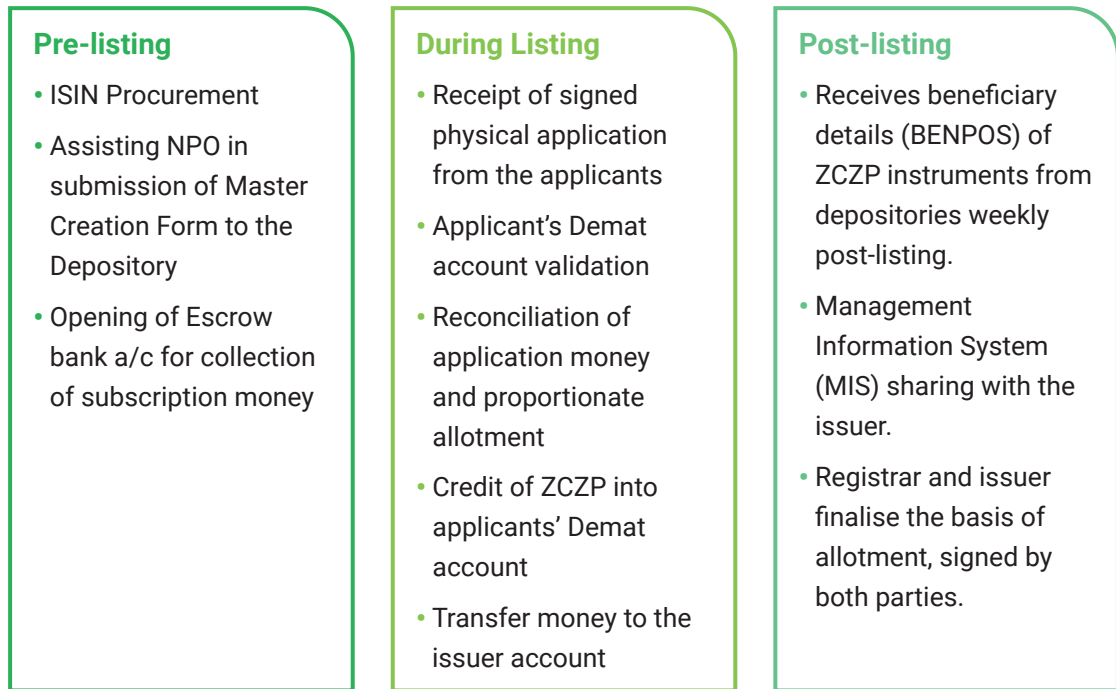 Pre-listing
• ISIN Procurement
• Assisting NPO in
submission of Master
Creation Form to the
Depository
• Opening of Escrow
bank a/c for collection
of subscription money
During Listing
• Receipt of signed
physical application
from the applicants
• Applicant’s Demat
account validation
• Reconciliation of
application money
and proportionate
allotment
• Credit of ZCZP into
applicants’ Demat
account
• Transfer money to the
issuer account
Post-listing
• Receives beneficiary
details (BENPOS) of
ZCZP instruments from
depositories weekly
post-listing.
• Management
Information System
(MIS) sharing with the
issuer.
• Registrar and issuer
finalise the basis of
allotment, signed by
both parties.